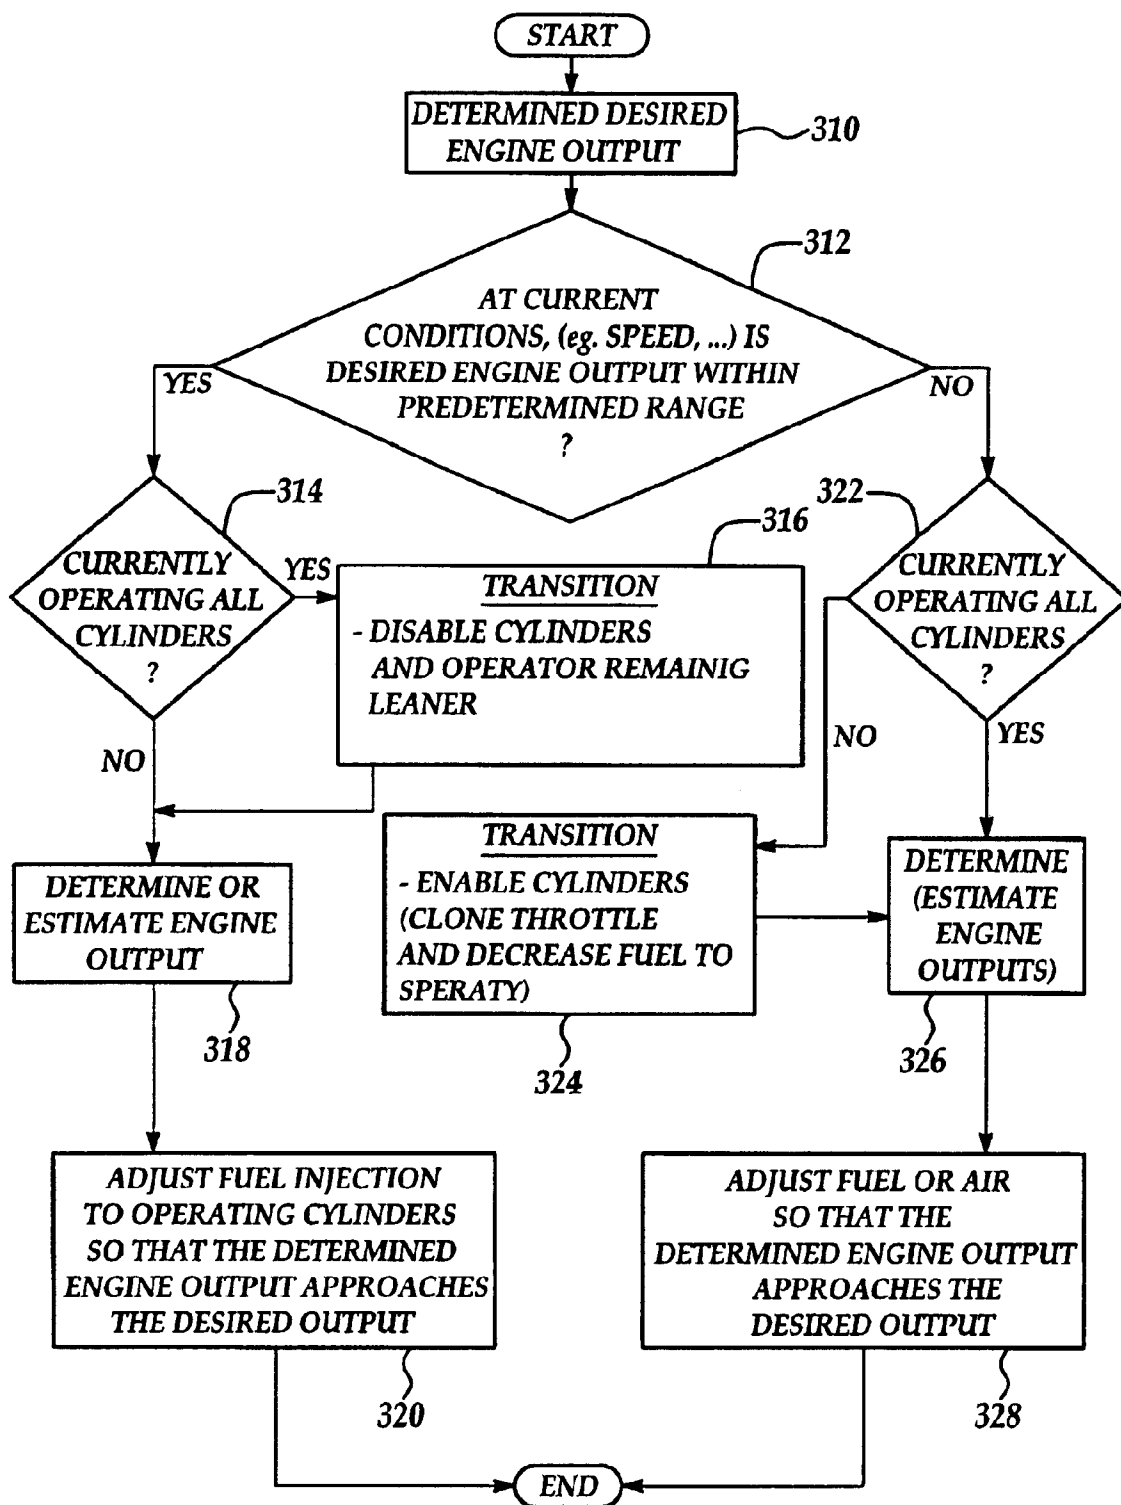 START
DETERMINED DESIRED
ENGINE OUTPUT
310
312
AT CURRENT
CONDITIONS, (eg. SPEED, ...) IS
DESIRED ENGINE OUTPUT WITHIN
PREDETERMINED RANGE
?
YES
NO
314
CURRENTLY
OPERATING ALL
CYLINDERS
?
YES
NO
316
TRANSITION
- DISABLE CYLINDERS
AND OPERATOR REMAINIG
LEANER
322
CURRENTLY
OPERATING ALL
CYLINDERS
?
NO
YES
TRANSITION
- ENABLE CYLINDERS
(CLONE THROTTLE
AND DECREASE FUEL TO
SPERATY)
324
DETERMINE OR
ESTIMATE ENGINE
OUTPUT
318
DETERMINE
(ESTIMATE
ENGINE
OUTPUTS)
326
ADJUST FUEL INJECTION
TO OPERATING CYLINDERS
SO THAT THE DETERMINED
ENGINE OUTPUT APPROACHES
THE DESIRED OUTPUT
320
ADJUST FUEL OR AIR
SO THAT THE
DETERMINED ENGINE OUTPUT
APPROACHES THE
DESIRED OUTPUT
328
END